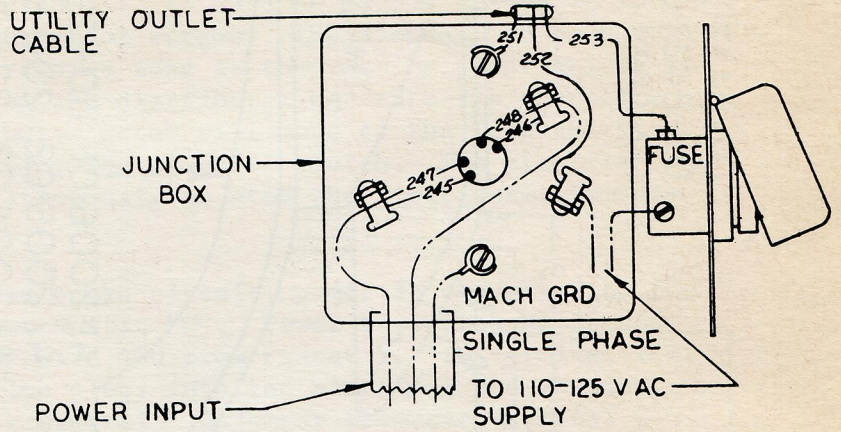 UTILITY OUTLET
CABLE
251
252
253
248
246
FUSE
JUNCTION
BOX
247
245
MACH GRD
SINGLE PHASE
POWER INPUT
TO 110-125 V AC
SUPPLY